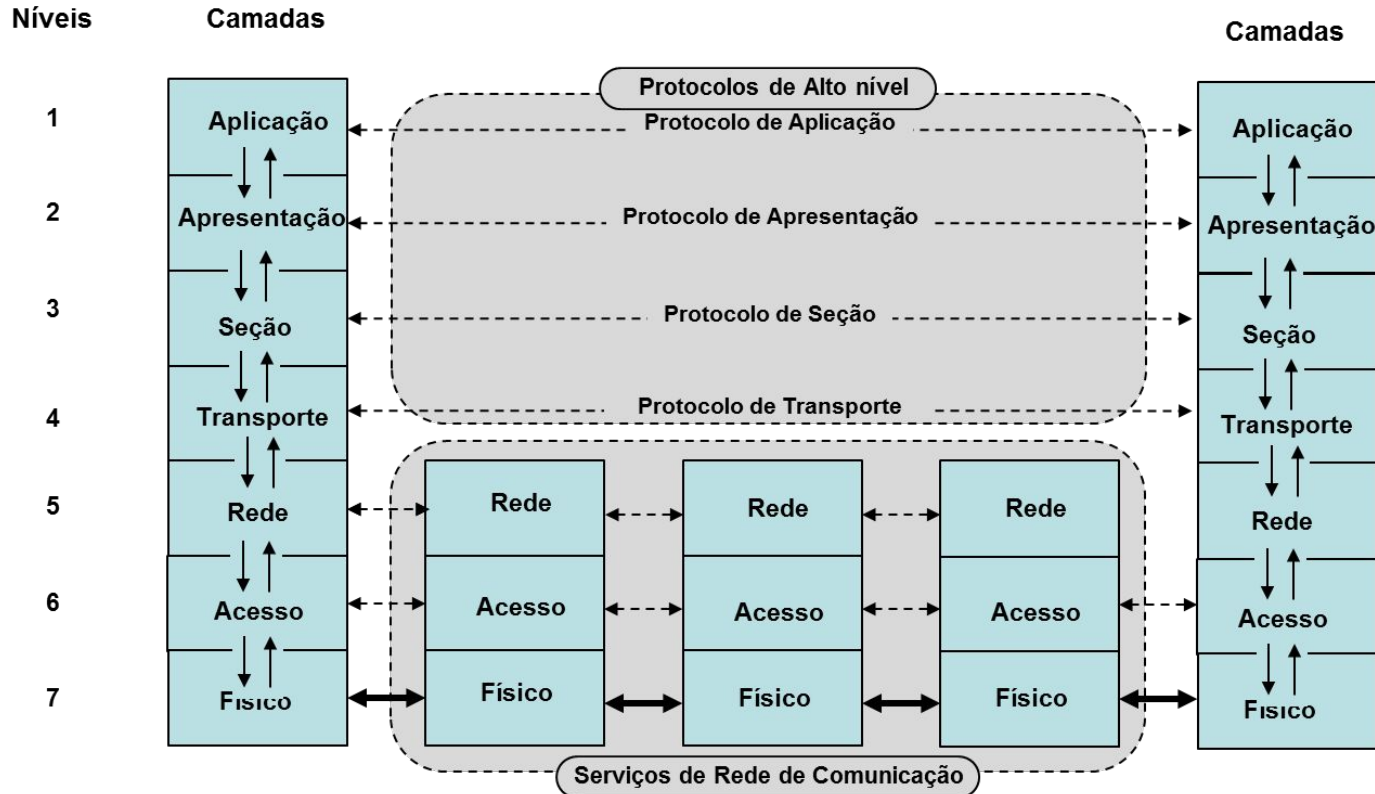 Níveis
Camadas
Camadas
Protocolos de Alto nível
1
Aplicação
Protocolo de Aplicação
Aplicação
2
Apresentação
Protocolo de Apresentação
Apresentação
3
Seção
Protocolo de Seção
Seção
4
Transporte
Protocolo de Transporte
Transporte
5
Rede
Rede
Rede
Rede
Rede
6
Acesso
Acesso
Acesso
Acesso
Acesso
7
Físico
Físico
Físico
Físico
Físico
Serviços de Rede de Comunicação